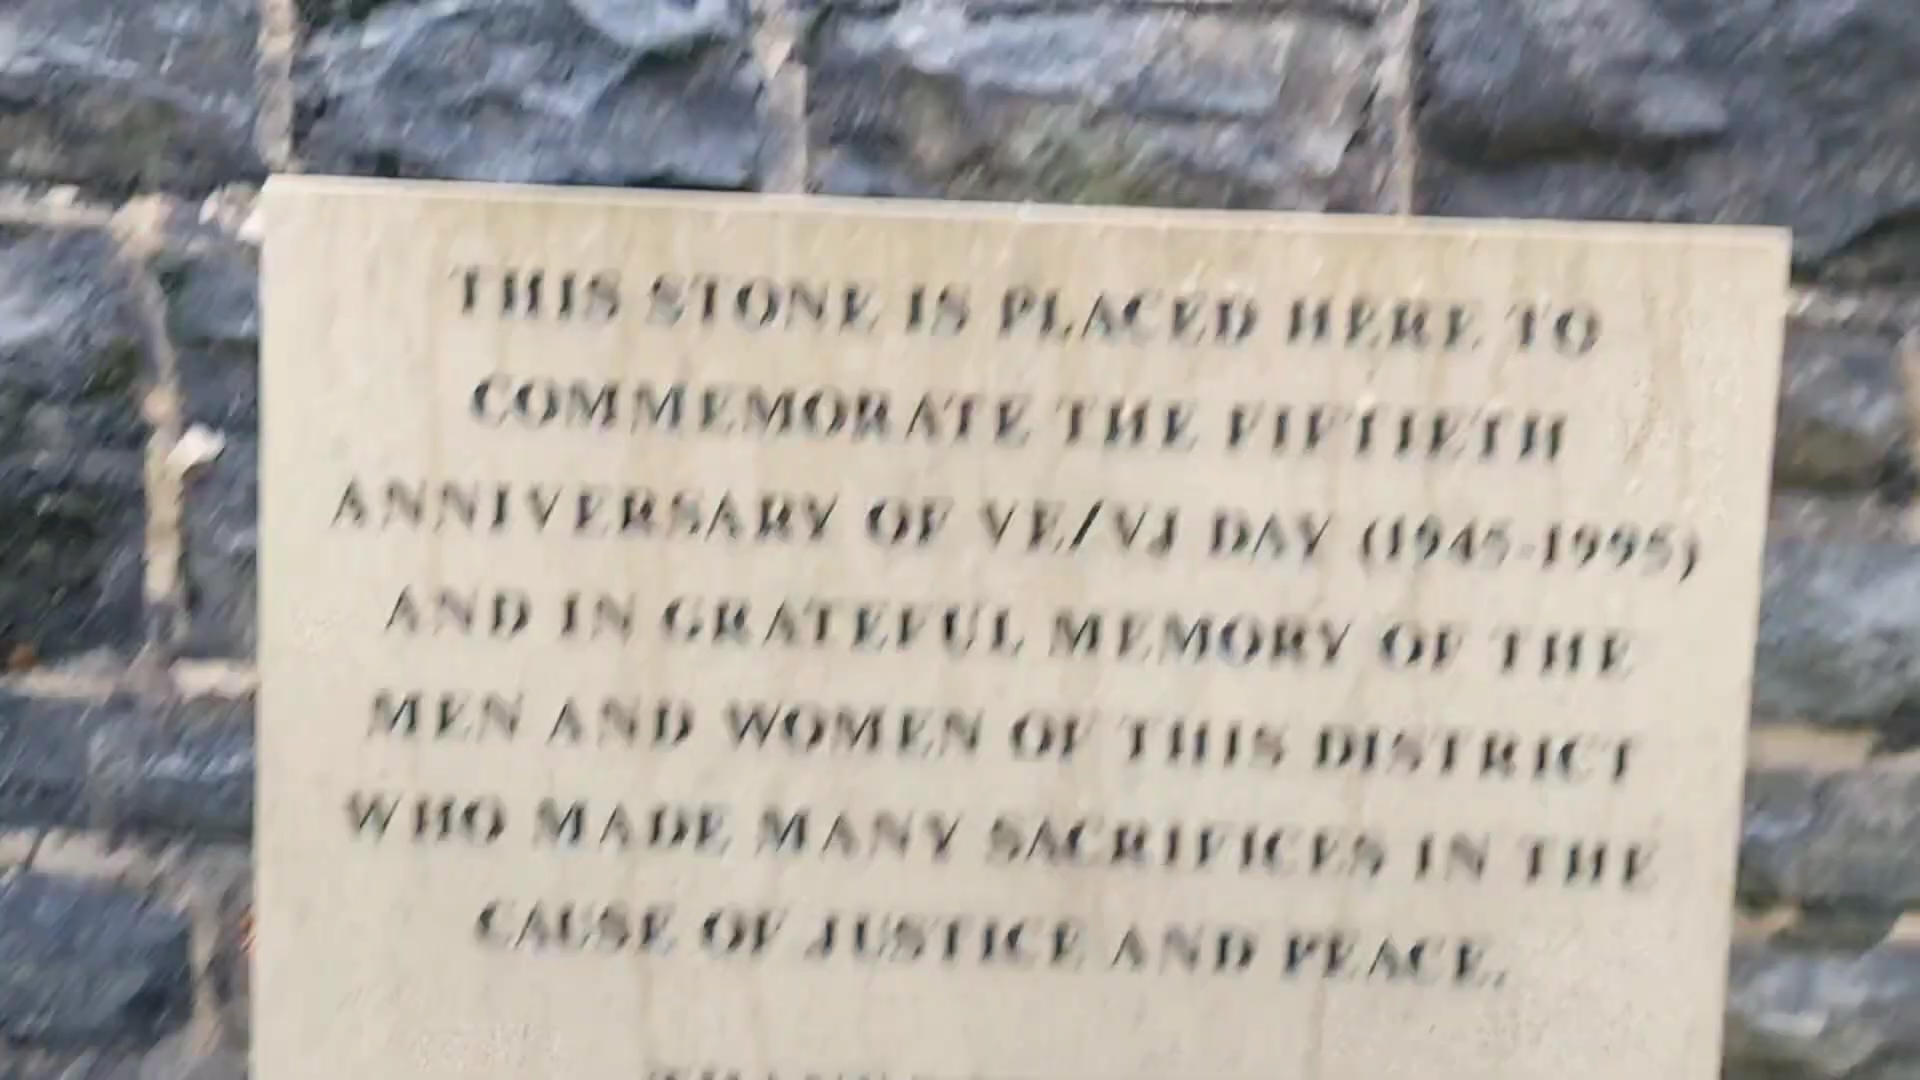 THIS STONE IS PLACED HERE TO
COMMEMORATE THE FIFTIETH
ANNIVERSARY OF VE/VJ DAY (1945-1995)
AND IN GRATEFUL MEMORY OF THE
MEN AND WOMEN OF THIS DISTRICT
WHO MADE MANY SACRIFICES IN THE
CAUSE OF JUSTICE AND PEACE.